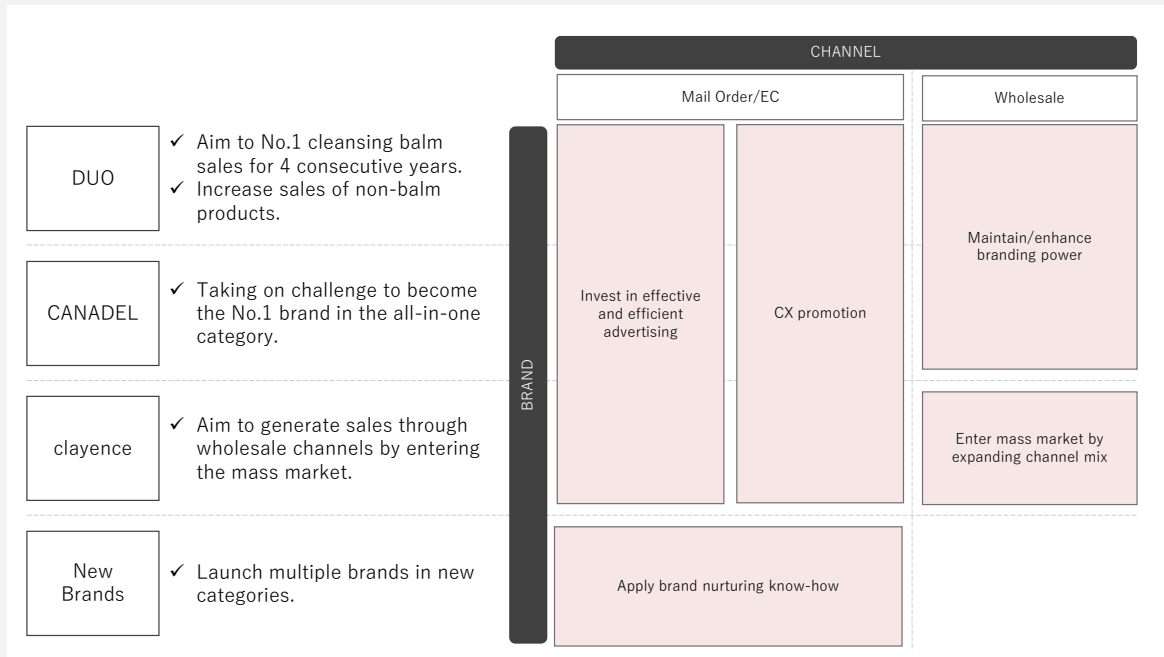 CHANNEL
Mail Order/EC
Wholesale
DUO
✓ Aim to No.1 cleansing balm
sales for 4 consecutive years.
✓ Increase sales of non-balm
products.
CANADEL
✓ Taking on challenge to become
the No.1 brand in the all-in-one
category.
clayence
✓ Aim to generate sales through
wholesale channels by entering
the mass market.
New
Brands
✓ Launch multiple brands in new
categories.
BRAND
Invest in effective
and efficient
advertising
CX promotion
Maintain/enhance
branding power
Enter mass market by
expanding channel mix
Apply brand nurturing know-how